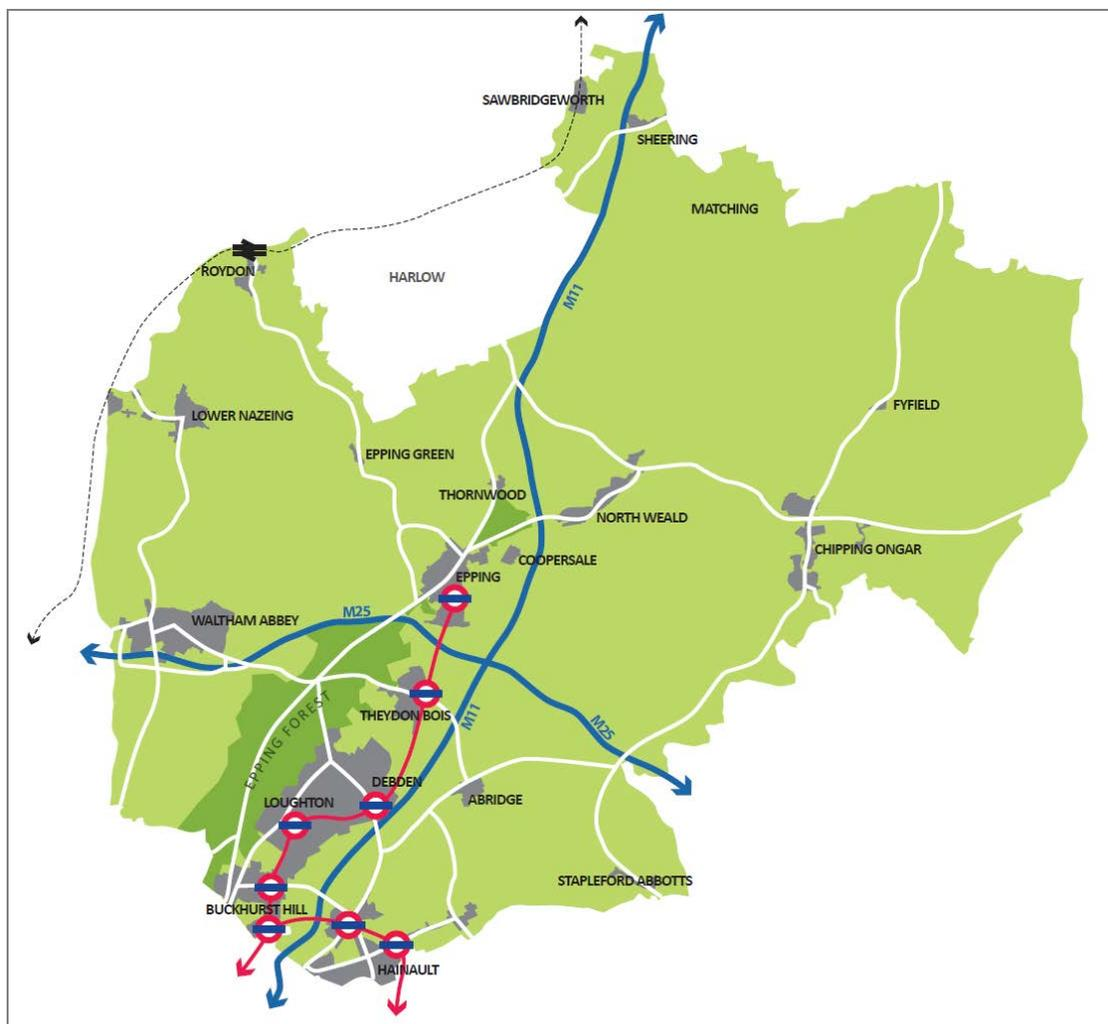 SAWBRIDGEWORTH
SHEERING
MATCHING
ROYDON
HARLOW
M11
LOWER NAZEING
FYFIELD
EPPING GREEN
THORNWOOD
NORTH WEALD
CHIPPING ONGAR
COOPERSALE
EPPING
WALTHAM ABBEY
M25
THEYDON BOIS
M11
M25
EPPING FOREST
DEBDEN
LOUGHTON
ABRIDGE
STAPLEFORD ABBOTTS
BUCKHURST HILL
HAINAULT